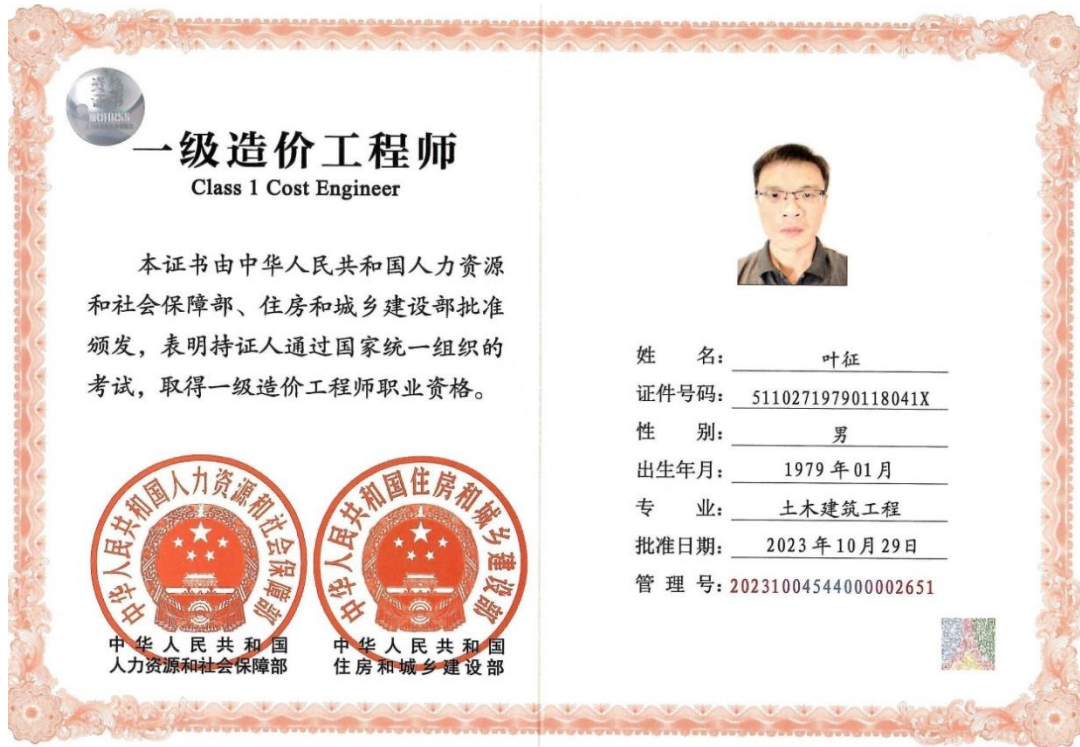 资格
证书
MOHRSS
一级造价工程师
Class 1 Cost Engineer
本证书由中华人民共和国人力资源
和社会保障部、住房和城乡建设部批准
颁发，表明持证人通过国家统一组织的
考试，取得一级造价工程师职业资格。
中华人民共和国人力资源和社会保障部
中华人民共和国住房和城乡建设部
中华人民共和国
人力资源和社会保障部
中华人民共和国
住房和城乡建设部
姓 名：叶征
证件号码：51102719790118041X
性 别：男
出生年月：1979年01月
专 业：土木建筑工程
批准日期：2023年10月29日
管 理 号：20231004544000002651